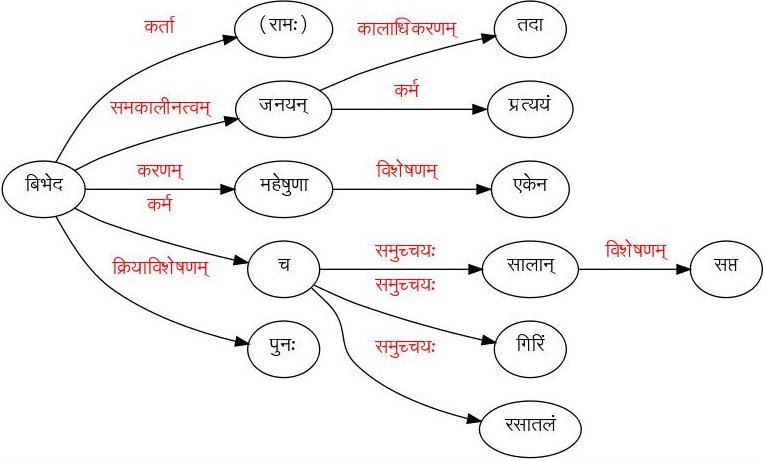 कर्ता
(रामः)
कालाधिकरणम्
तदा
समकालीनत्वम्
जनयन्
कर्म
प्रत्ययं
बिभेद
करणम्
महेषुणा
विशेषणम्
एकेन
कर्म
क्रियाविशेषणम्
च
समुच्चयः
सालान्
विशेषणम्
सप्त
समुच्चयः
पुनः
गिरिं
समुच्चयः
रसातलं